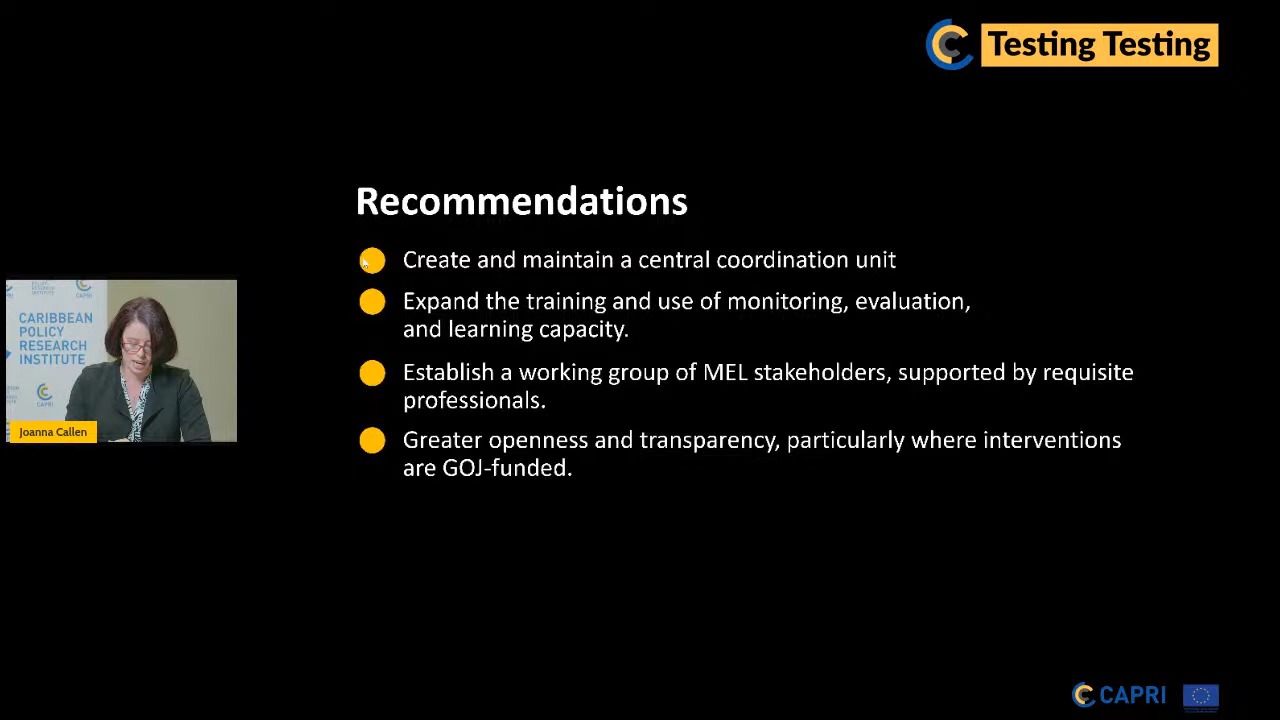 Testing Testing
Recommendations
Create and maintain a central coordination unit
Expand the training and use of monitoring, evaluation,
and learning capacity.
Establish a working group of MEL stakeholders, supported by requisite
professionals.
Greater openness and transparency, particularly where interventions
are GOJ-funded.
CAPRI
CARIBBEAN
POLICY
RESEARCH
INSTITUTE
CAPRI
Joanna Callen
CAPRI